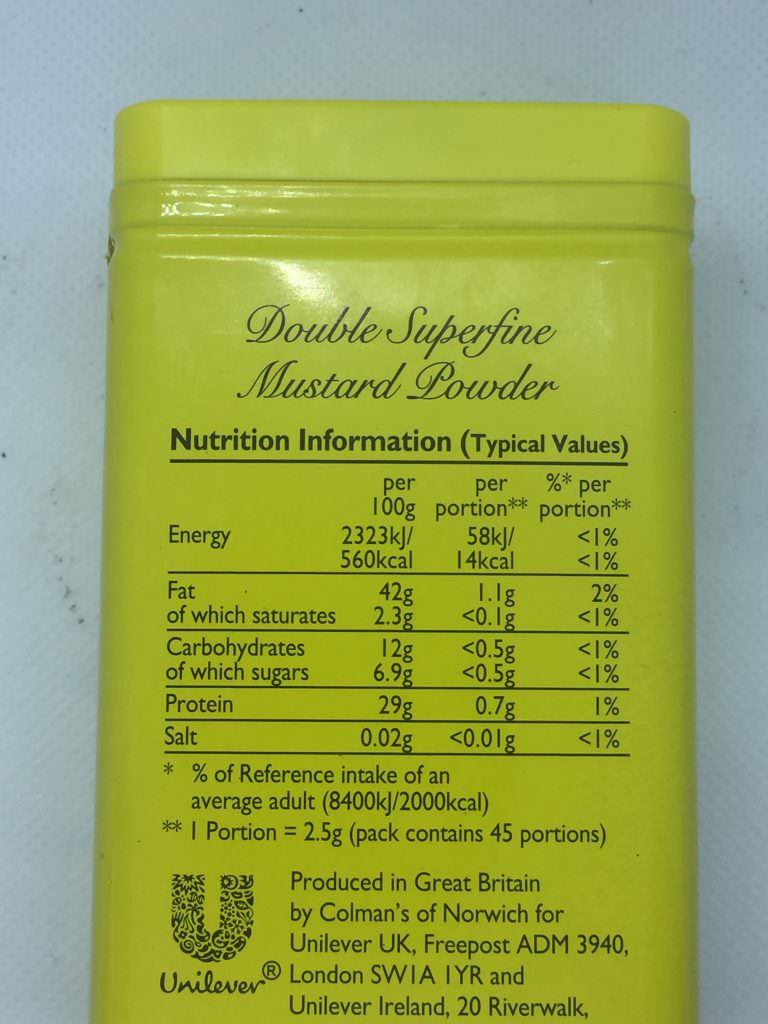 Double Superfine
Mustard Powder
Nutrition Information (Typical Values)
per per %* per
100g portion** portion**
Energy 2323kJ/ 58kJ/ <1%
560kcal 14kcal <1%
Fat 42g 1.1g 2%
of which saturates 2.3g <0.1g <1%
Carbohydrates 12g <0.5g <1%
of which sugars 6.9g <0.5g <1%
Protein 29g 0.7g 1%
Salt 0.02g <0.01g <1%
* % of Reference intake of an
average adult (8400kJ/2000kcal)
** 1 Portion = 2.5g (pack contains 45 portions)
Produced in Great Britain
by Colman's of Norwich for
Unilever UK, Freepost ADM 3940,
London SW1A 1YR and
Unilever Ireland, 20 Riverwalk,
Unilever®